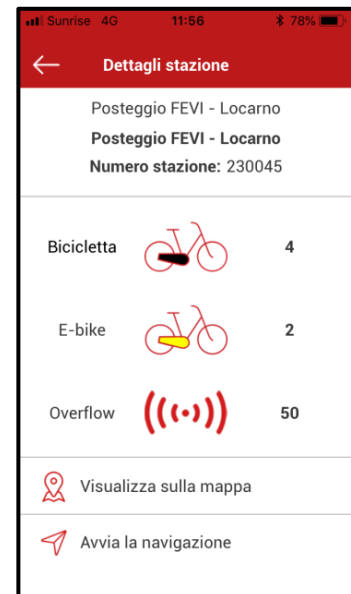 Sunrise 4G 11:56 78%
Dettagli stazione
Posteggio FEVI - Locarno
Posteggio FEVI - Locarno
Numero stazione: 230045
Bicicletta 4
E-bike 2
Overflow 50
Visualizza sulla mappa
Avvia la navigazione